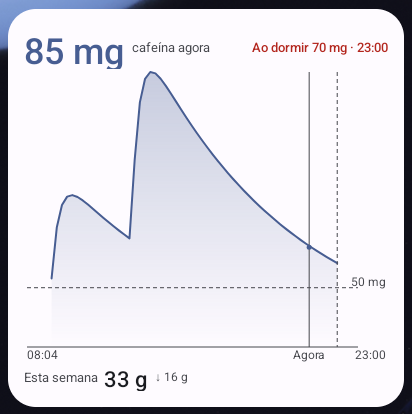 85 mg cafeína agora Ao dormir 70 mg · 23:00
50 mg
08:04 Agora 23:00
Esta semana 33 g ↓ 16 g